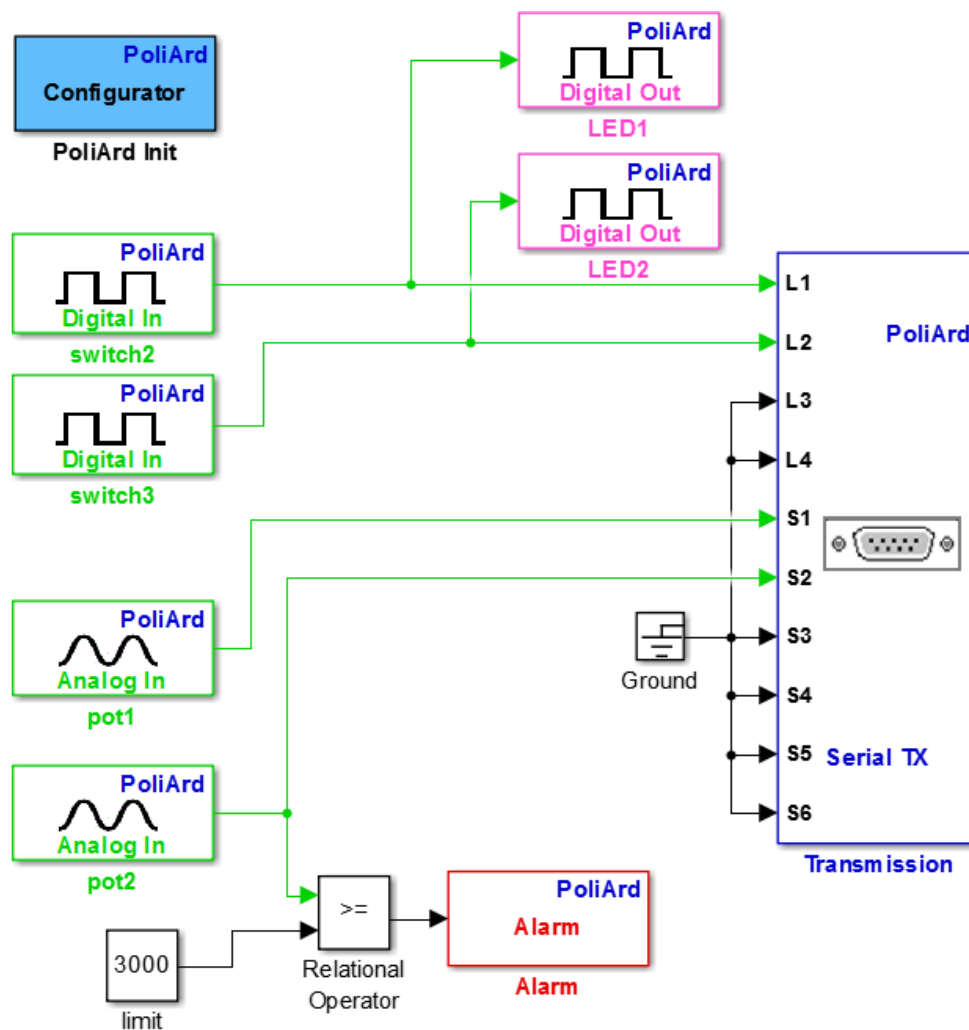 PoliArd
Configurator
PoliArd Init
PoliArd
Digital Out
LED1
PoliArd
Digital Out
LED2
PoliArd
Digital In
switch2
PoliArd
Digital In
switch3
PoliArd
Analog In
pot1
PoliArd
Analog In
pot2
3000
limit
>=
Relational
Operator
PoliArd
Alarm
Alarm
Ground
L1
PoliArd
L2
L3
L4
S1
S2
S3
S4
S5
Serial TX
S6
Transmission